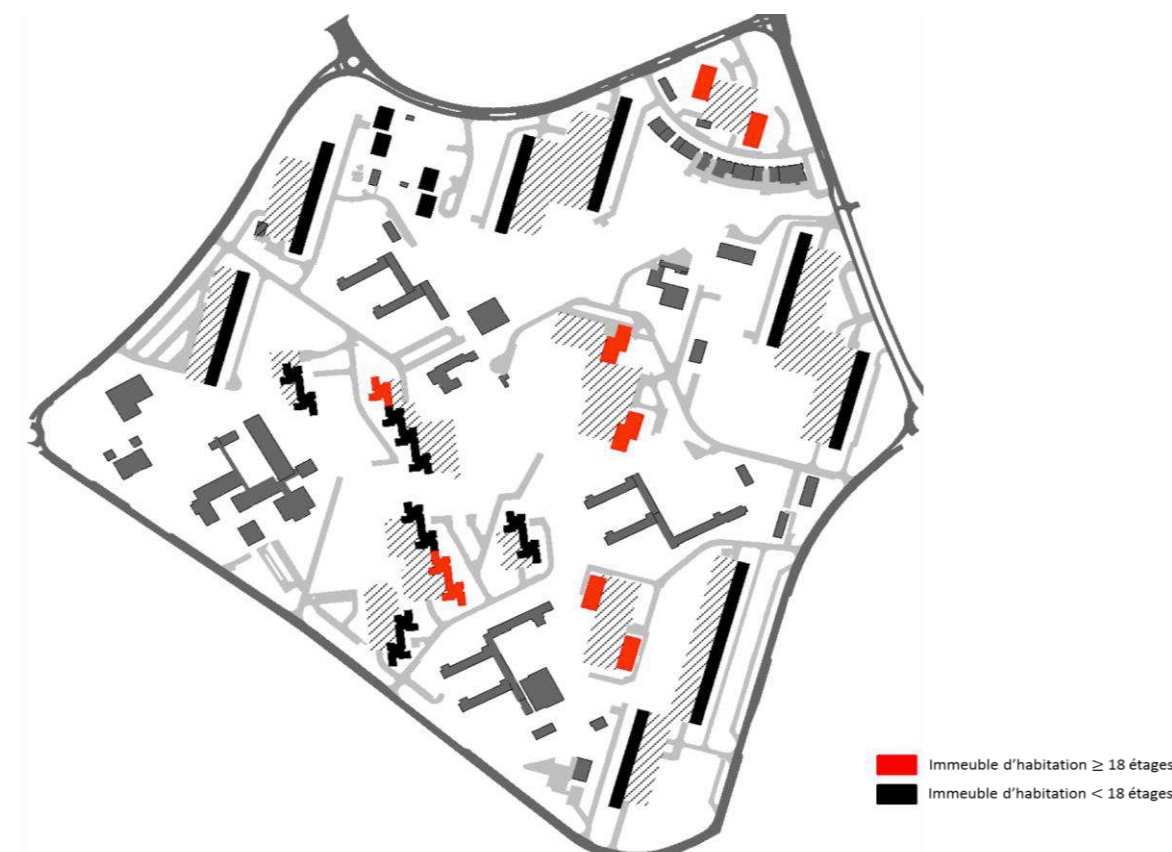 Immeuble d'habitation ≥ 18 étages
Immeuble d'habitation < 18 étages